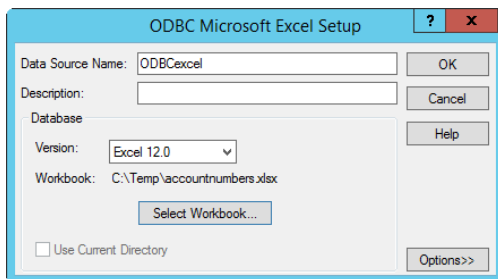 ODBC Microsoft Excel Setup
? x
Data Source Name: ODBCexcel
OK
Description:
Cancel
Database
Help
Version: Excel 12.0
Workbook: C:\Temp\accountnumbers.xlsx
Select Workbook...
Use Current Directory
Options>>